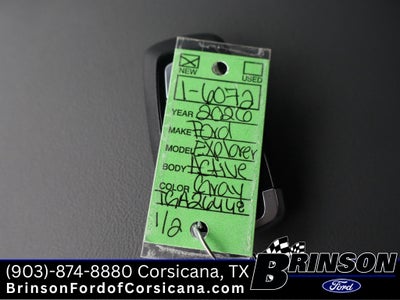 NEW
USED
1-6072
YEAR 2026
MAKE Ford
MODEL Explorer
BODY Active
COLOR Gray
TGA26448
1/2
(903)-874-8880 Corsicana, TX
BrinsonFordofCorsicana.com
BRINSON
Ford